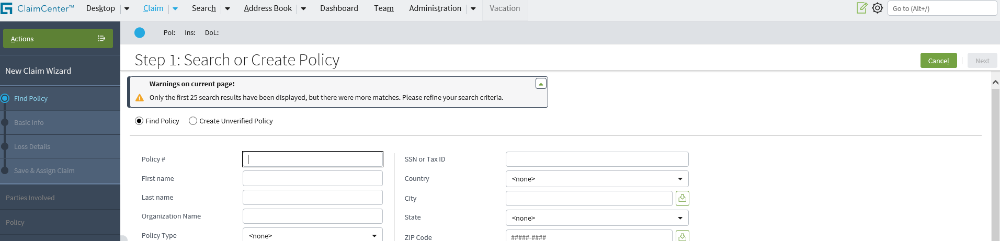 ClaimCenter™ Desktop Claim Search Address Book Dashboard Team Administration Vacation Go to (Alt+/)
Actions
Pol: Ins: DoL:
Step 1: Search or Create Policy
Cancel Next
New Claim Wizard
Warnings on current page:
Only the first 25 search results have been displayed, but there were more matches. Please refine your search criteria.
Find Policy
Basic Info
Loss Details
Save & Assign Claim
Parties Involved
Policy
Find Policy Create Unverified Policy
Policy #
First name
Last name
Organization Name
Policy Type <none>
SSN or Tax ID
Country <none>
City
State <none>
ZIP Code #####-####